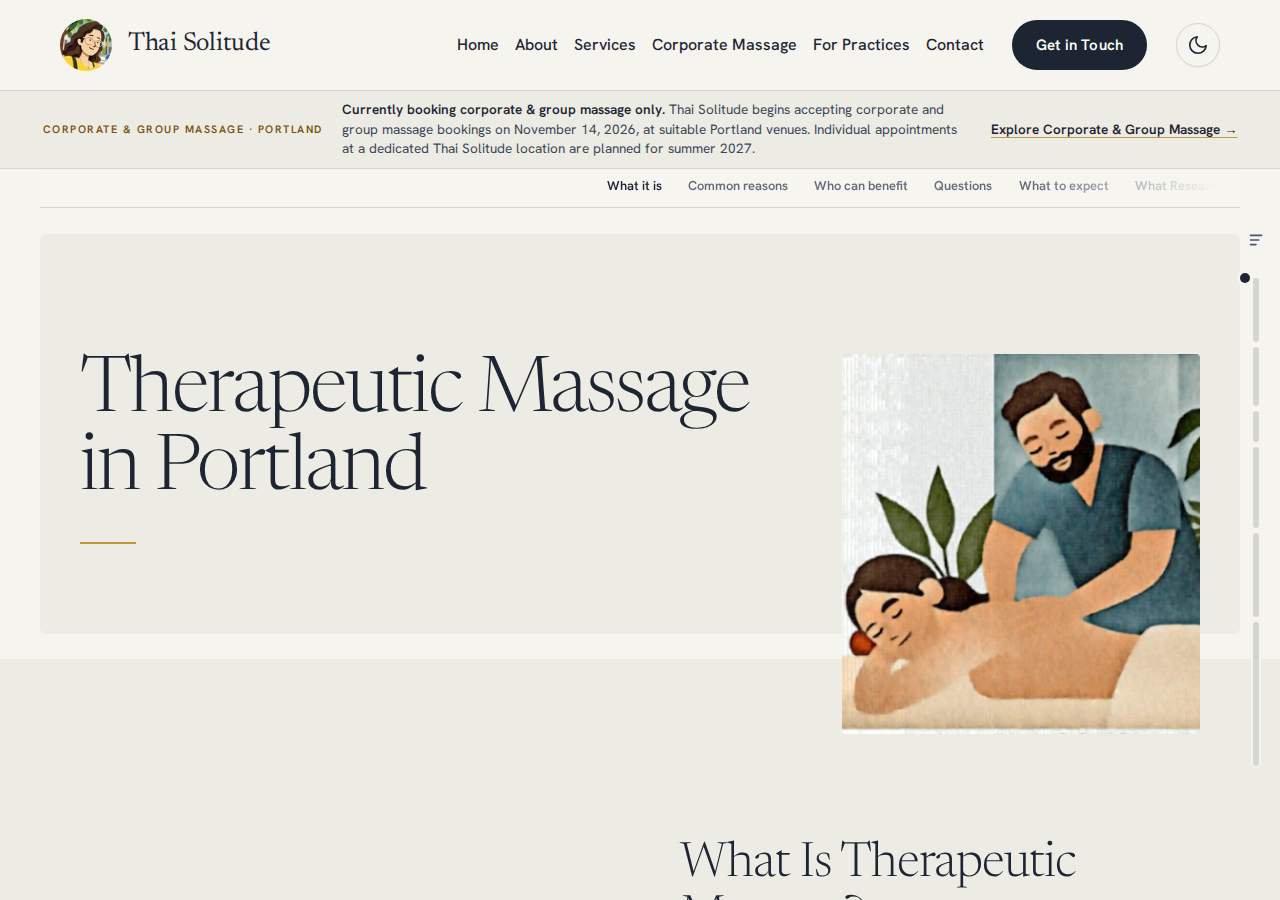 Thai Solitude
Home About Services Corporate Massage For Practices Contact Get in Touch
CORPORATE & GROUP MASSAGE · PORTLAND
Currently booking corporate & group massage only. Thai Solitude begins accepting corporate and
group massage bookings on November 14, 2026, at suitable Portland venues. Individual appointments
at a dedicated Thai Solitude location are planned for summer 2027.
Explore Corporate & Group Massage →
What it is Common reasons Who can benefit Questions What to expect What
Therapeutic Massage
in Portland
What Is Therapeutic